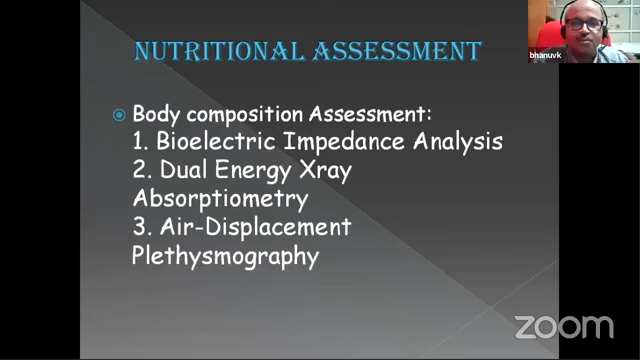 NUTRITIONAL ASSESSMENT
bhanuvk
Body composition Assessment:
1. Bioelectric Impedance Analysis
2. Dual Energy Xray
Absorptiometry
3. Air-Displacement
Plethysmography
zoom